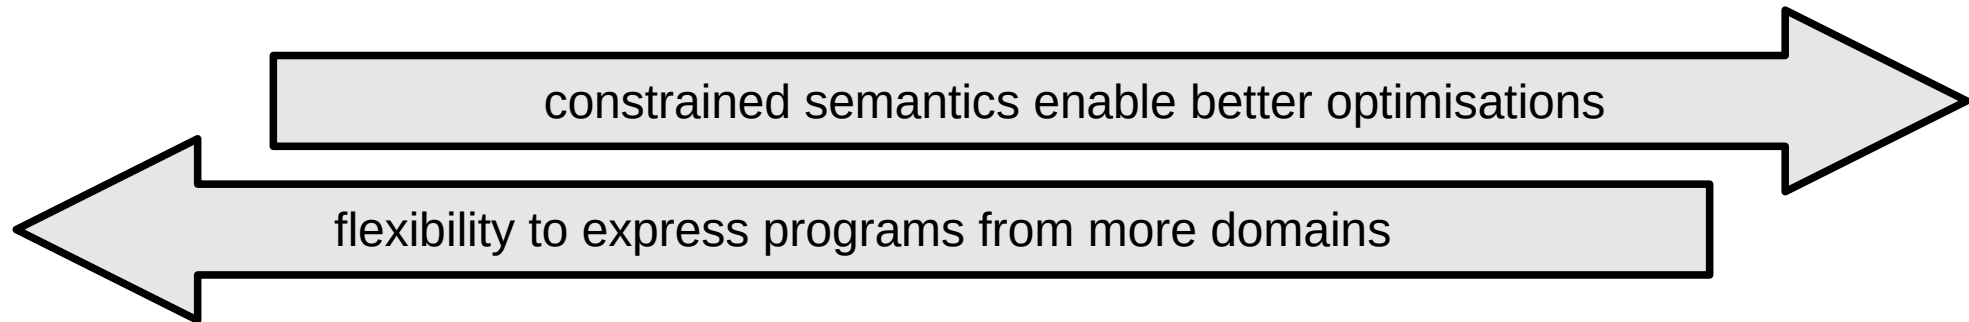 constrained semantics enable better optimisations
flexibility to express programs from more domains